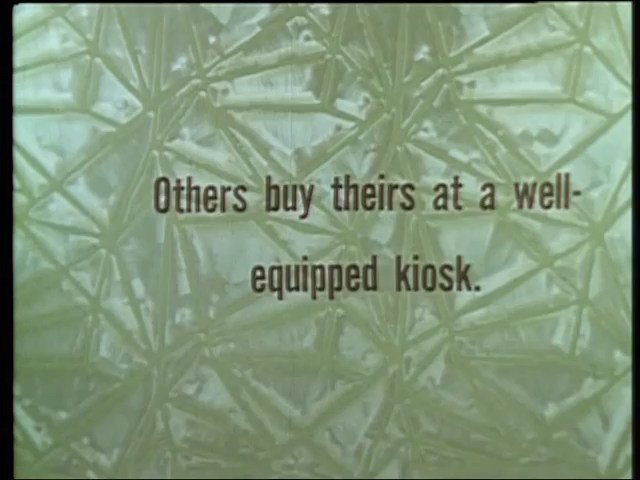 Others buy theirs at a well-
equipped kiosk.